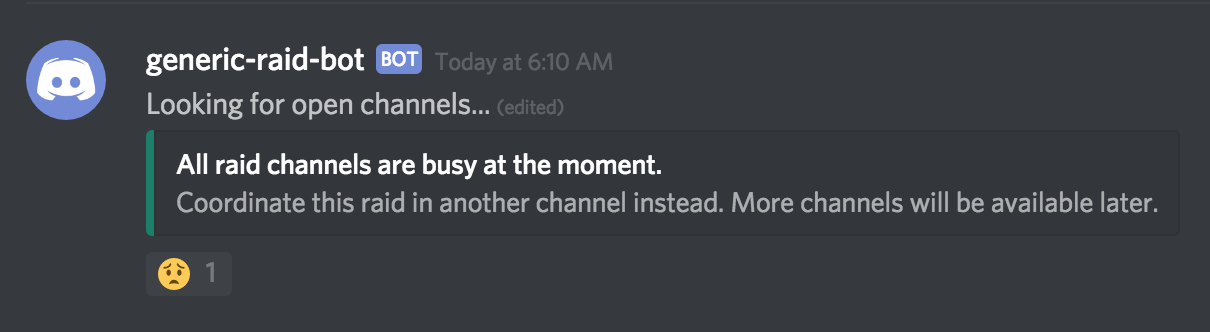 generic-raid-bot BOT Today at 6:10 AM
Looking for open channels... (edited)
All raid channels are busy at the moment.
Coordinate this raid in another channel instead. More channels will be available later.
1